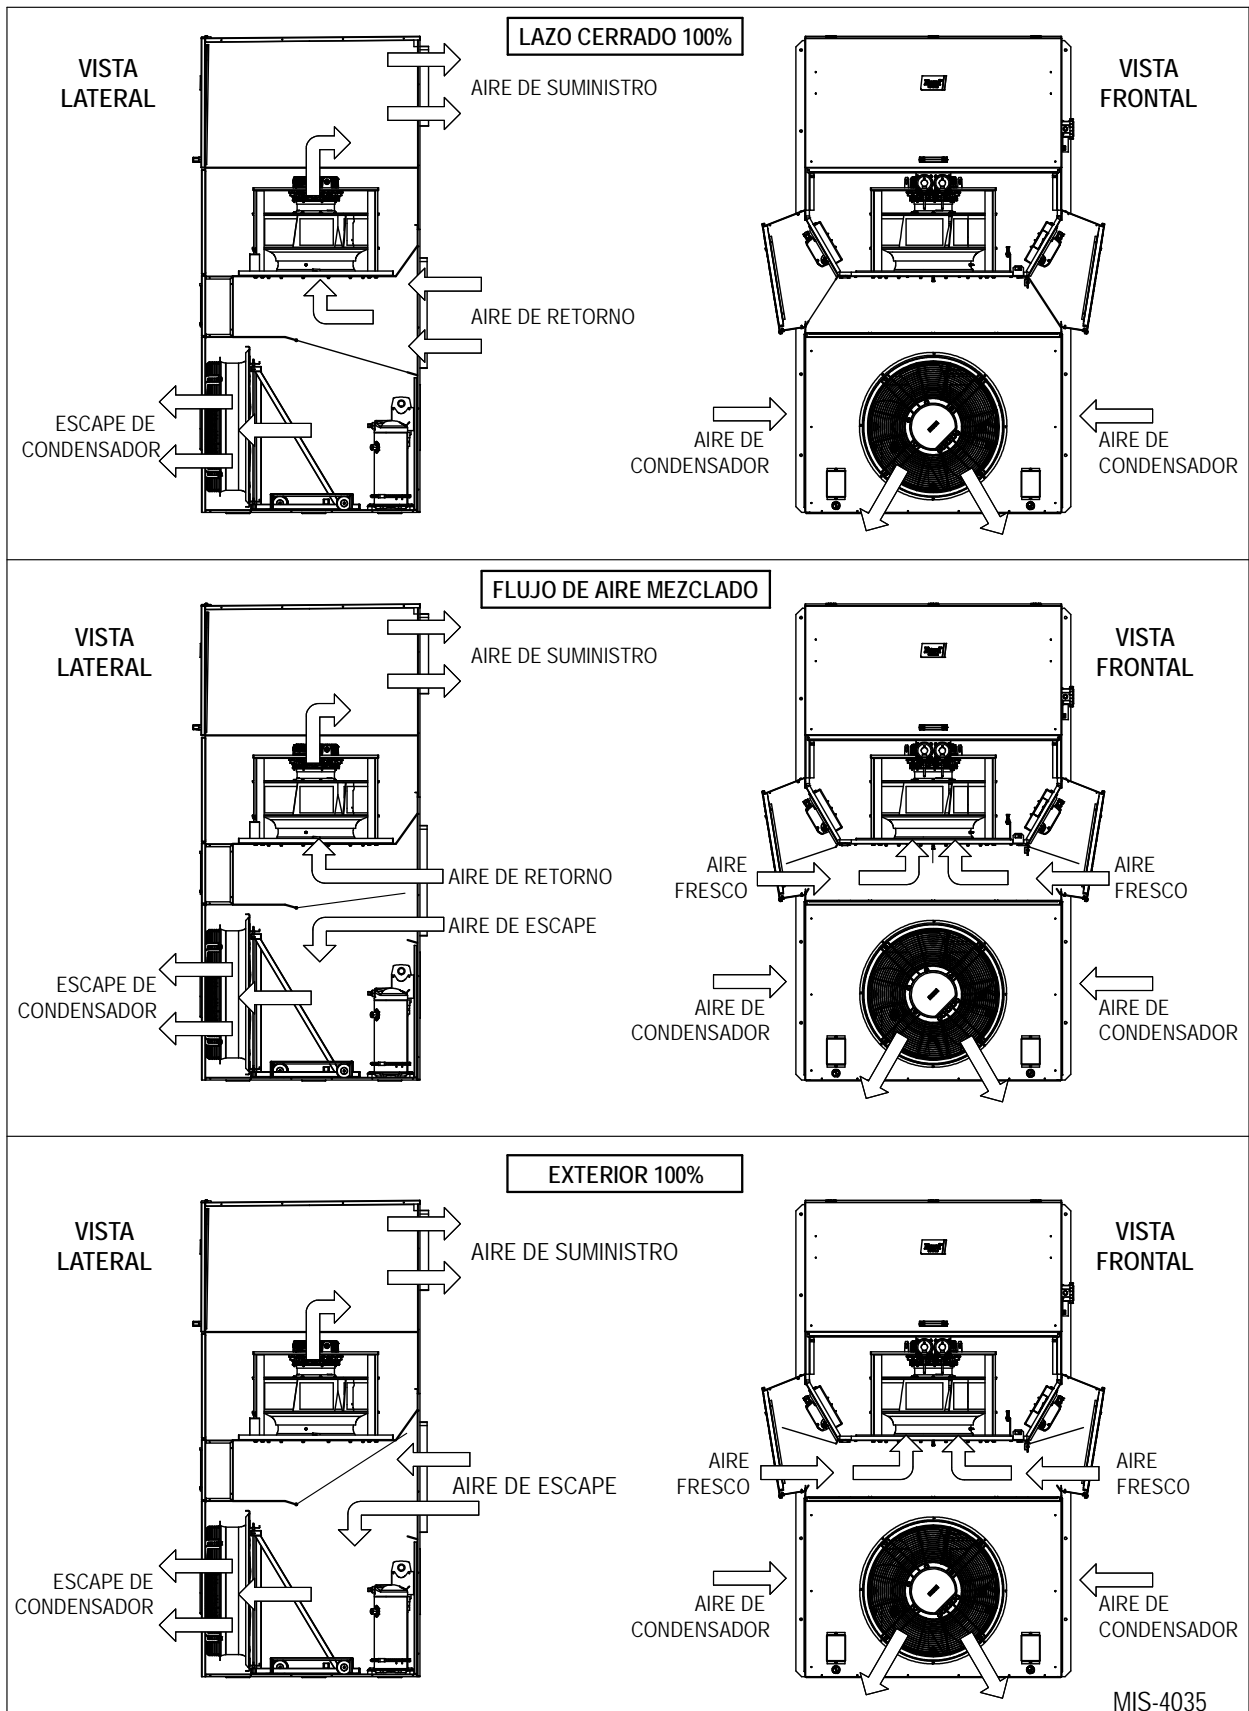 LAZO CERRADO 100%
VISTA
LATERAL
AIRE DE SUMINISTRO
VISTA
FRONTAL
AIRE DE RETORNO
ESCAPE DE
CONDENSADOR
AIRE DE
CONDENSADOR
AIRE DE
CONDENSADOR
FLUJO DE AIRE MEZCLADO
VISTA
LATERAL
AIRE DE SUMINISTRO
VISTA
FRONTAL
AIRE DE RETORNO
AIRE DE ESCAPE
AIRE
FRESCO
AIRE
FRESCO
ESCAPE DE
CONDENSADOR
AIRE DE
CONDENSADOR
AIRE DE
CONDENSADOR
EXTERIOR 100%
VISTA
LATERAL
AIRE DE SUMINISTRO
VISTA
FRONTAL
AIRE DE ESCAPE
AIRE
FRESCO
AIRE
FRESCO
ESCAPE DE
CONDENSADOR
AIRE DE
CONDENSADOR
AIRE DE
CONDENSADOR
MIS-4035